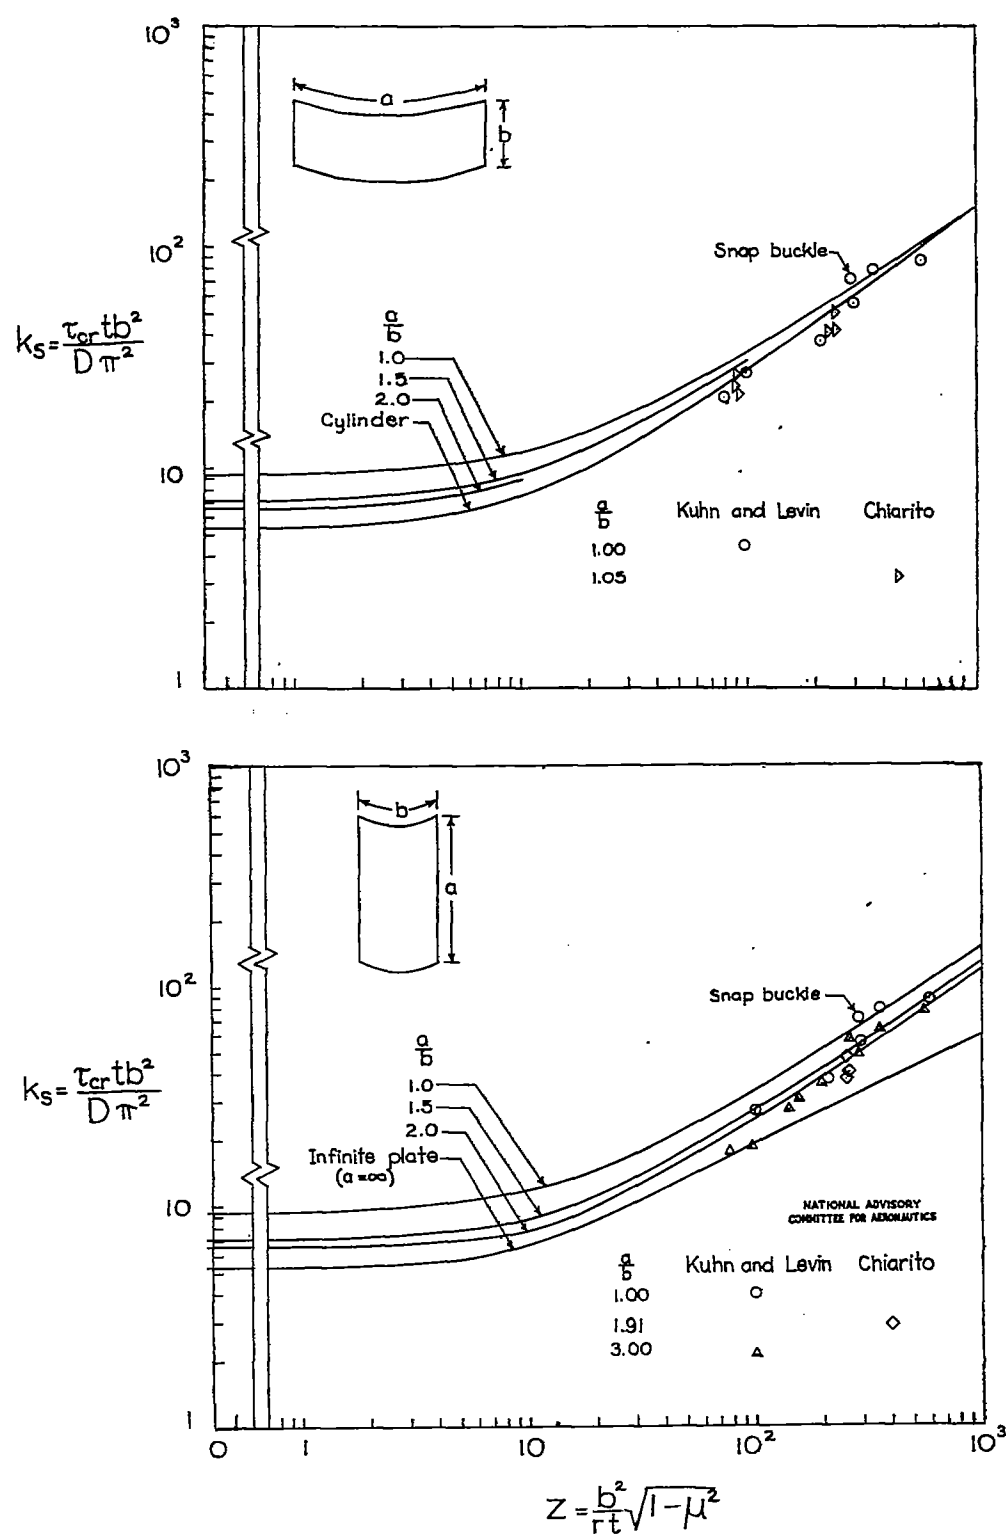 10³
a
b
10²
Snap buckle
kₛ = τcr tb² / D π²
a/b
1.0
1.5
2.0
Cylinder
10
a/b Kuhn and Levin Chiarito
1.00
1.05
1
10³
b
a
10²
Snap buckle
kₛ = τcr tb² / D π²
a/b
1.0
1.5
2.0
Infinite plate
(a = ∞)
10
NATIONAL ADVISORY
COMMITTEE FOR AERONAUTICS
a/b Kuhn and Levin Chiarito
1.00
1.91
3.00
1
0 1 10 10² 10³
Z = b²/rt √1-μ²